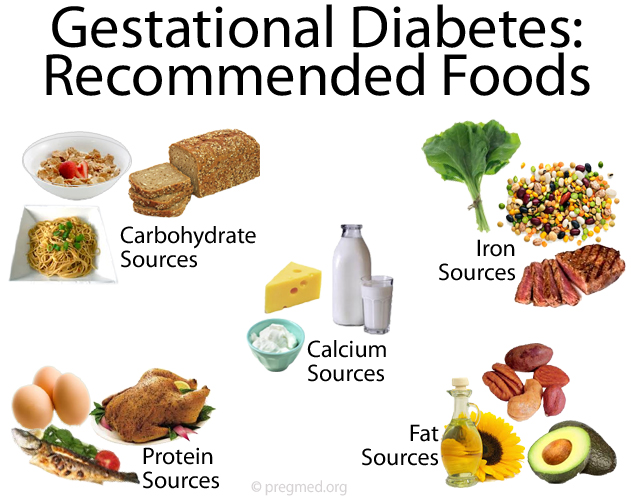 Gestational Diabetes:
Recommended Foods
Carbohydrate
Sources
Iron
Sources
Calcium
Sources
Protein
Sources
Fat
Sources
© pregmed.org